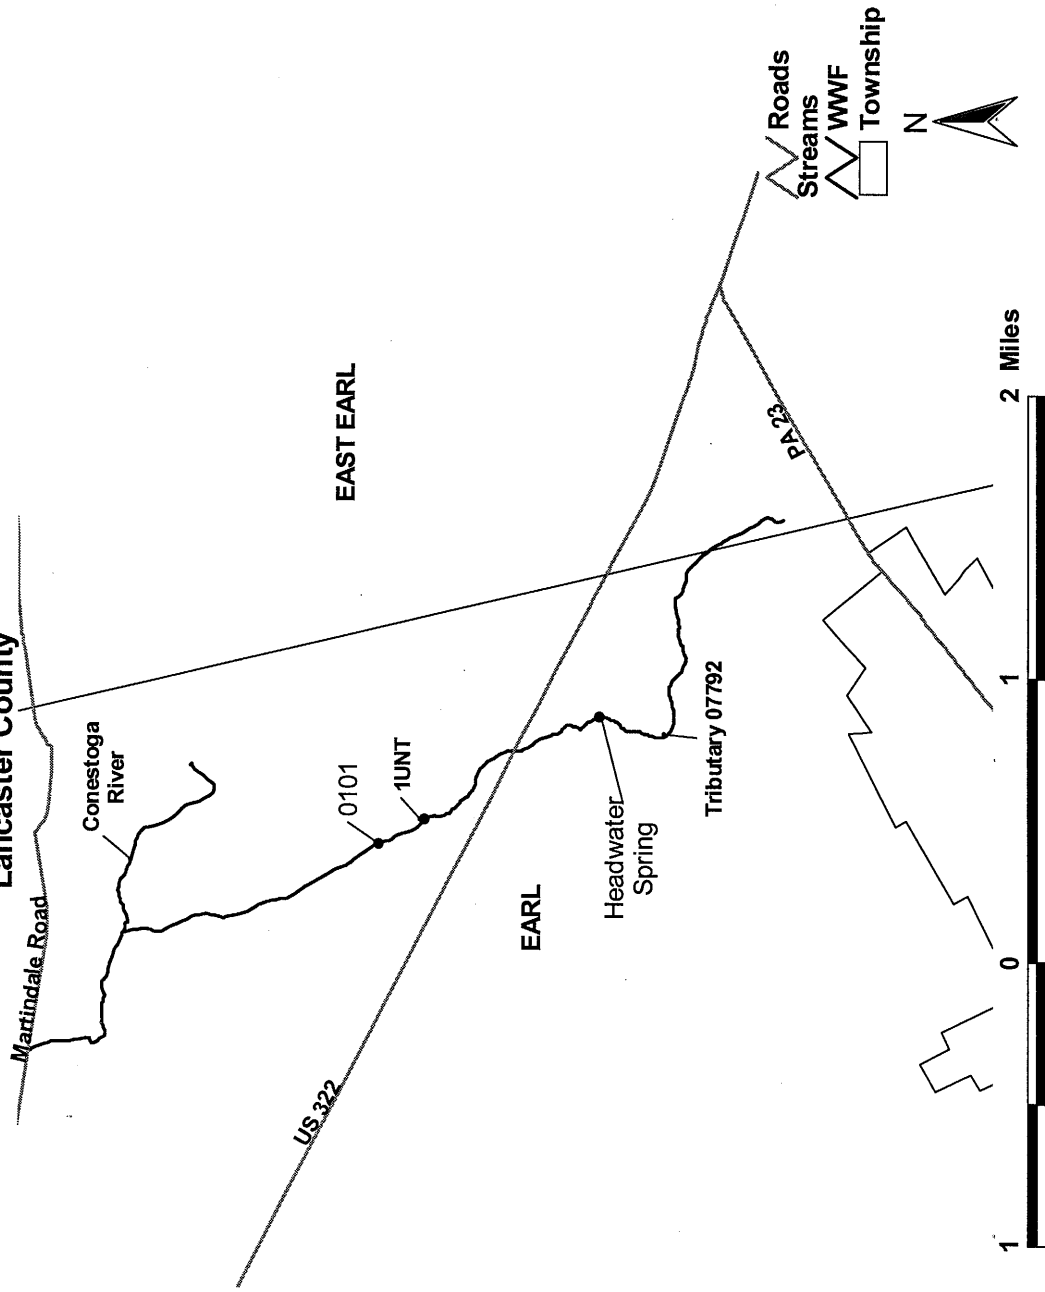 Lancaster County
Martindale Road
Conestoga
River
0101
1UNT
US 322
EARL
EAST EARL
Headwater
Spring
Tributary 07792
PA 23
Roads
Streams
WWF
Township
N
1 0 1 2 Miles